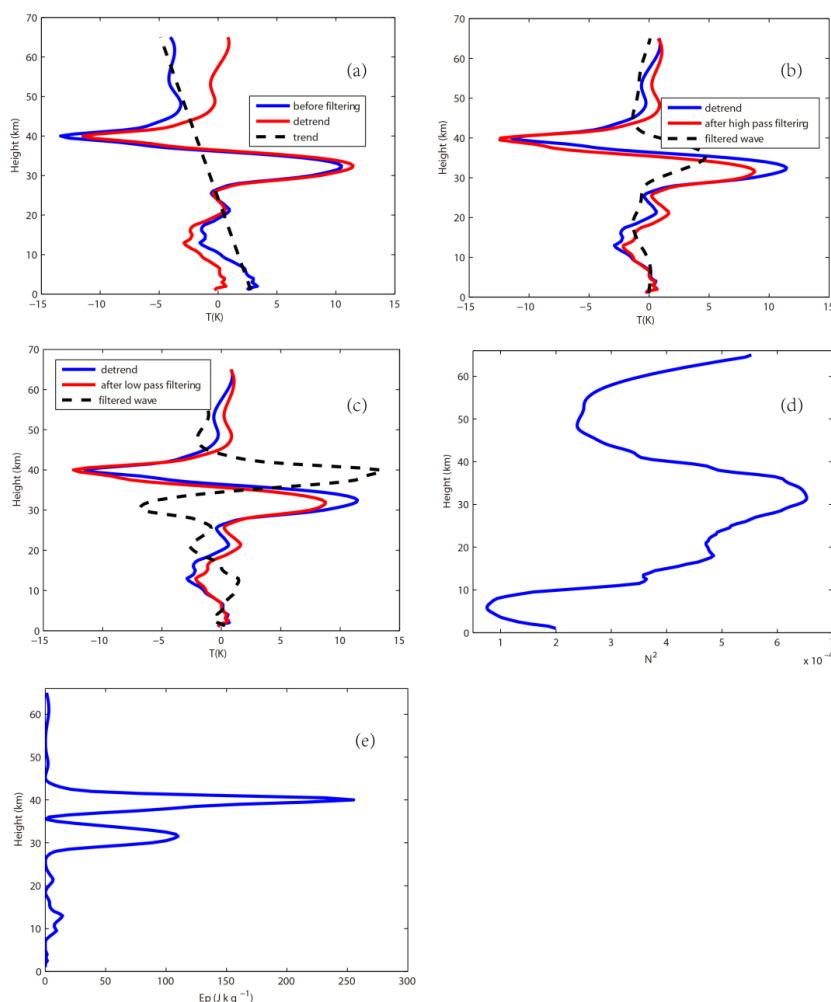 70
60
50
40
30
20
10
0
Height (km)
(a)
before filtering
detrend
trend
−15
−10
−5
0
5
10
15
T(K)
70
60
50
40
30
20
10
0
Height (km)
(b)
detrend
after high pass filtering
filtered wave
−15
−10
−5
0
5
10
15
T(K)
70
60
50
40
30
20
10
0
Height (km)
(c)
detrend
after low pass filtering
filtered wave
−15
−10
−5
0
5
10
15
T(K)
60
50
40
30
20
10
0
Height (km)
(d)
1
2
3
4
5
6
7
N²
x 10⁻⁴
60
50
40
30
20
10
Height (km)
(e)
0
50
100
150
200
250
300
Ep (J kg⁻¹)